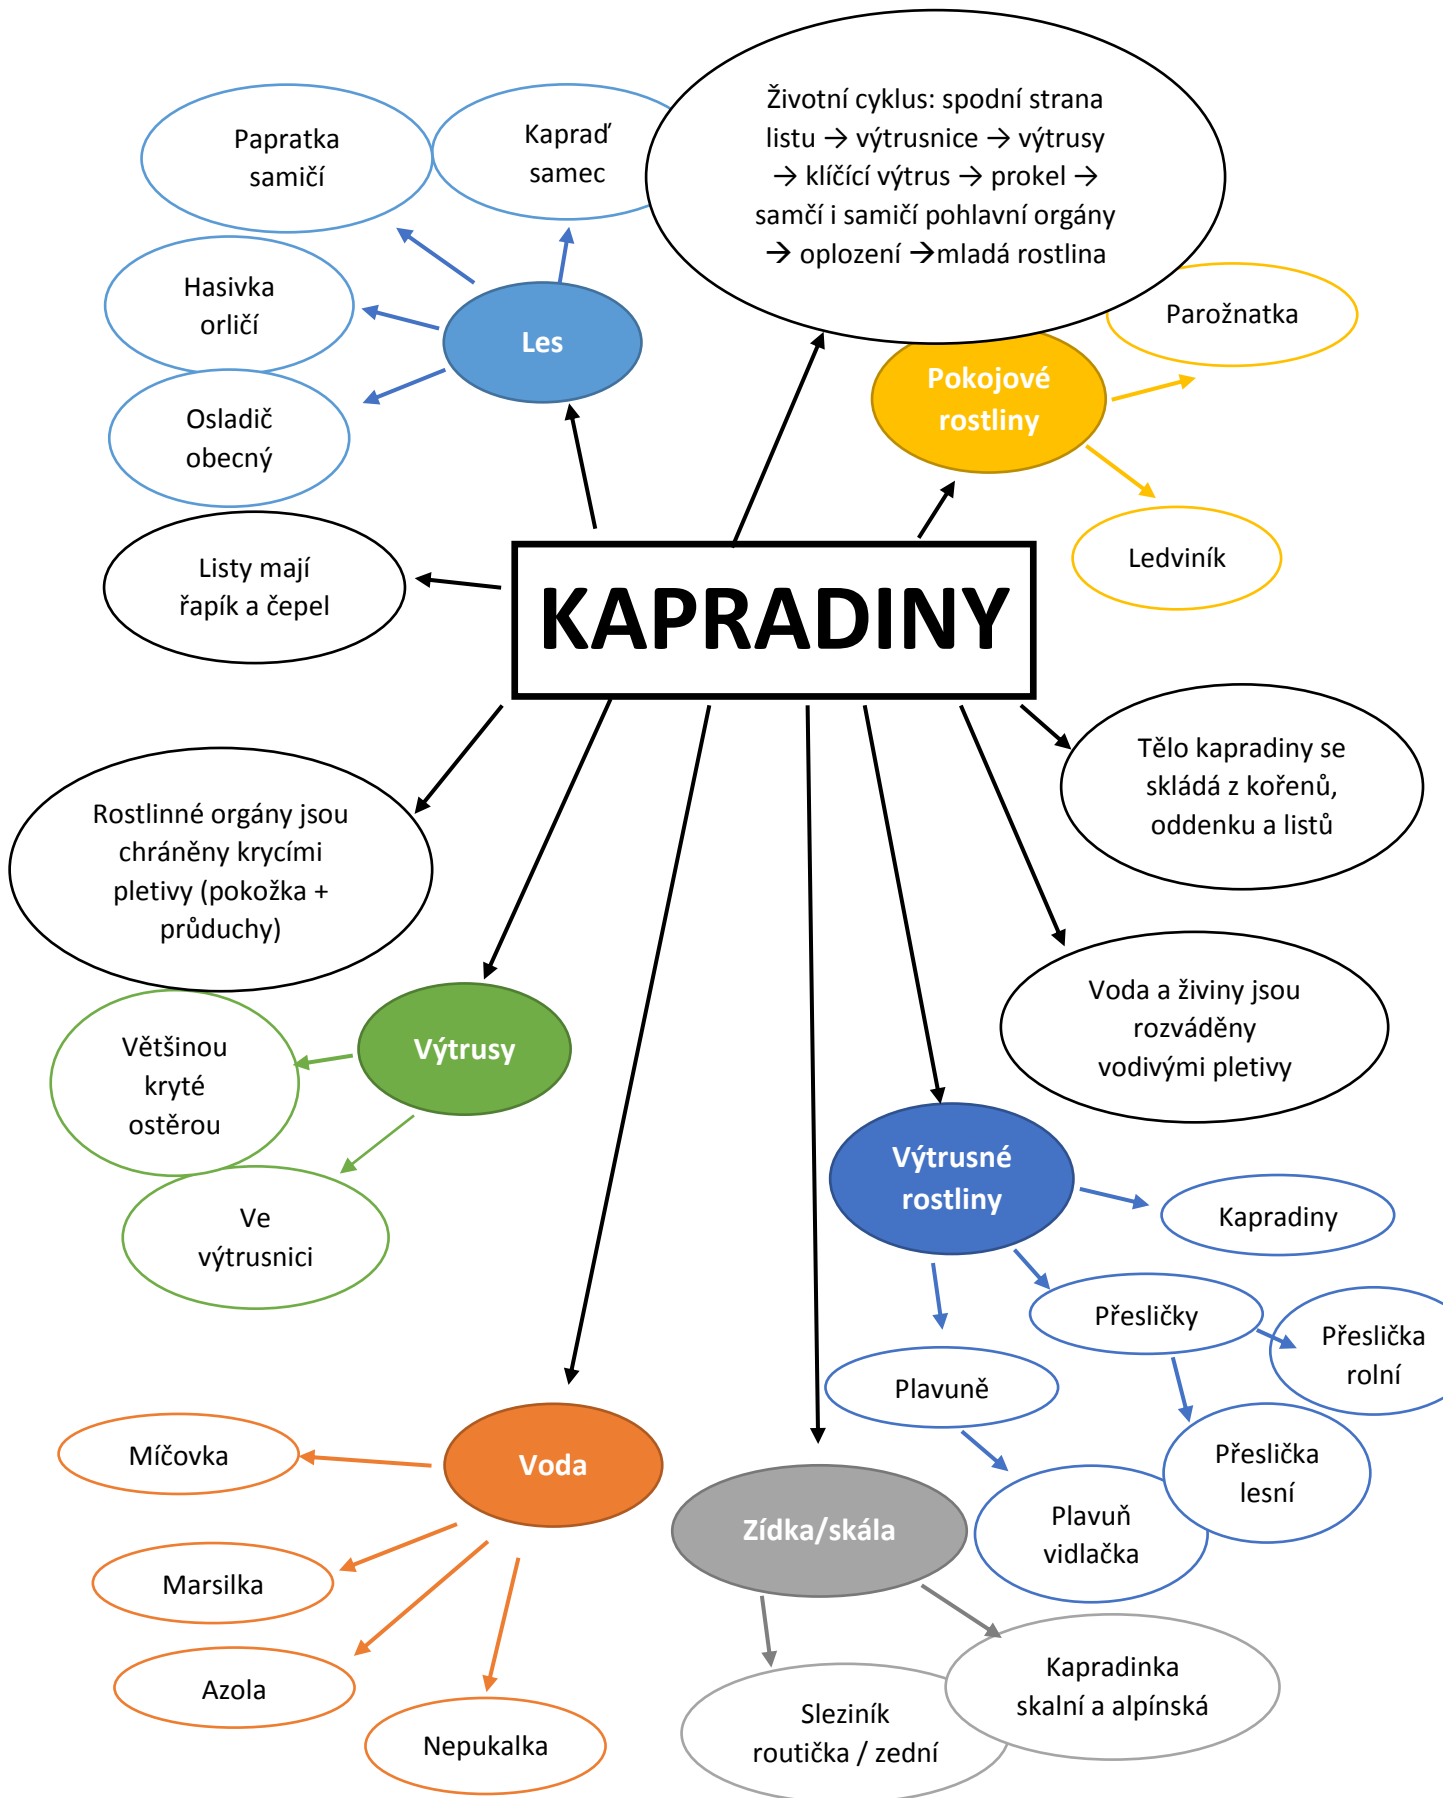 Životní cyklus: spodní strana
listu → výtrusnice → výtrusy
→ klíčící výtrus → prokel →
samčí i samičí pohlavní orgány
→ oplození →mladá rostlina
Papratka
samičí
Kapraď
samec
Hasivka
orličí
Les
Osladič
obecný
Parožnatka
Pokojové
rostliny
Ledviník
Listy mají
řapík a čepel
KAPRADINY
Tělo kapradiny se
skládá z kořenů,
oddenku a listů
Rostlinné orgány jsou
chráněny krycími
pletivy (pokožka +
průduchy)
Voda a živiny jsou
rozváděny
vodivými pletivy
Výtrusy
Většinou
kryté
ostěrou
Ve
výtrusnici
Výtrusné
rostliny
Kapradiny
Přesličky
Přeslička
rolní
Plavuně
Přeslička
lesní
Plavuň
vidlačka
Voda
Míčovka
Marsilka
Azola
Nepukalka
Zídka/skála
Kapradinka
skalní a alpínská
Sleziník
routička / zední